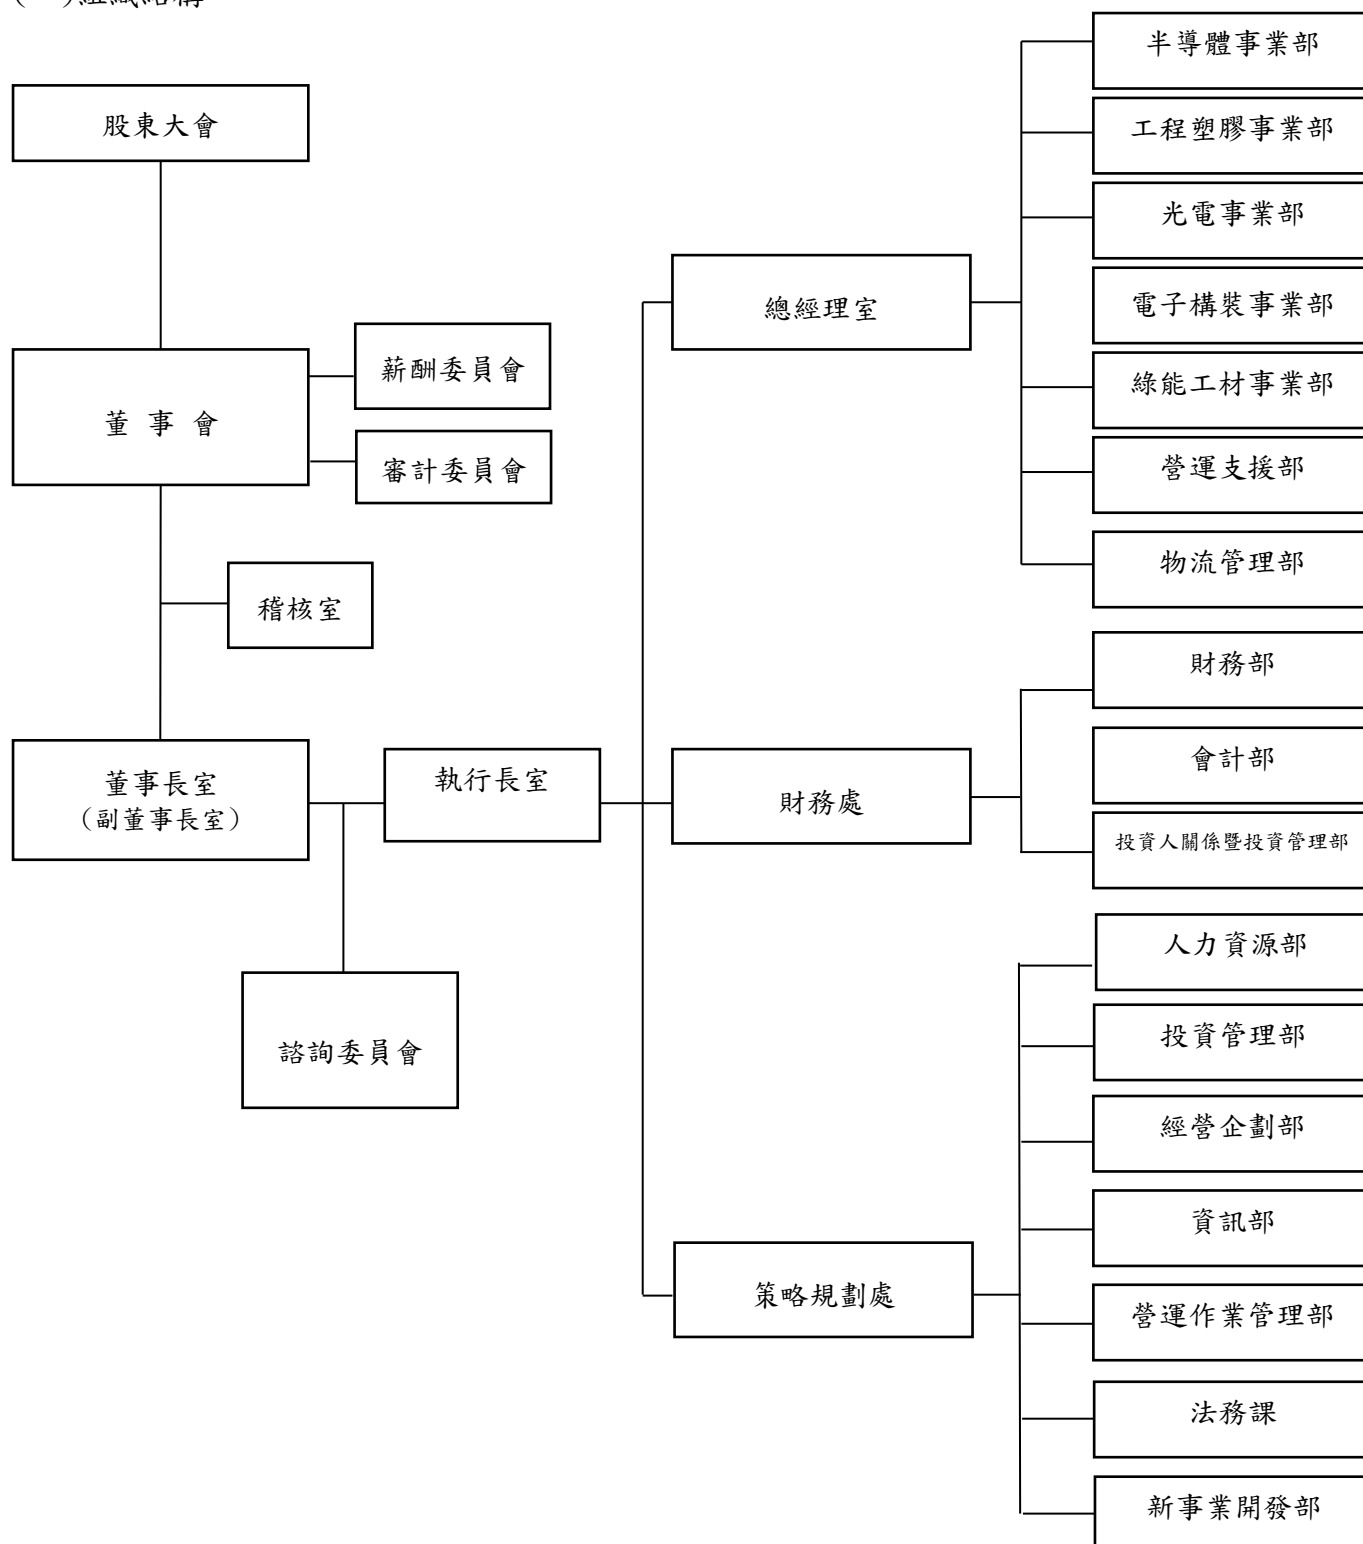 )組織結構
股東大會
董 事 會
薪酬委員會
審計委員會
稽核室
董事長室
(副董事長室)
執行長室
諮詢委員會
總經理室
半導體事業部
工程塑膠事業部
光電事業部
電子構裝事業部
綠能工材事業部
營運支援部
物流管理部
財務處
財務部
會計部
投資人關係暨投資管理部
策略規劃處
人力資源部
投資管理部
經營企劃部
資訊部
營運作業管理部
法務課
新事業開發部